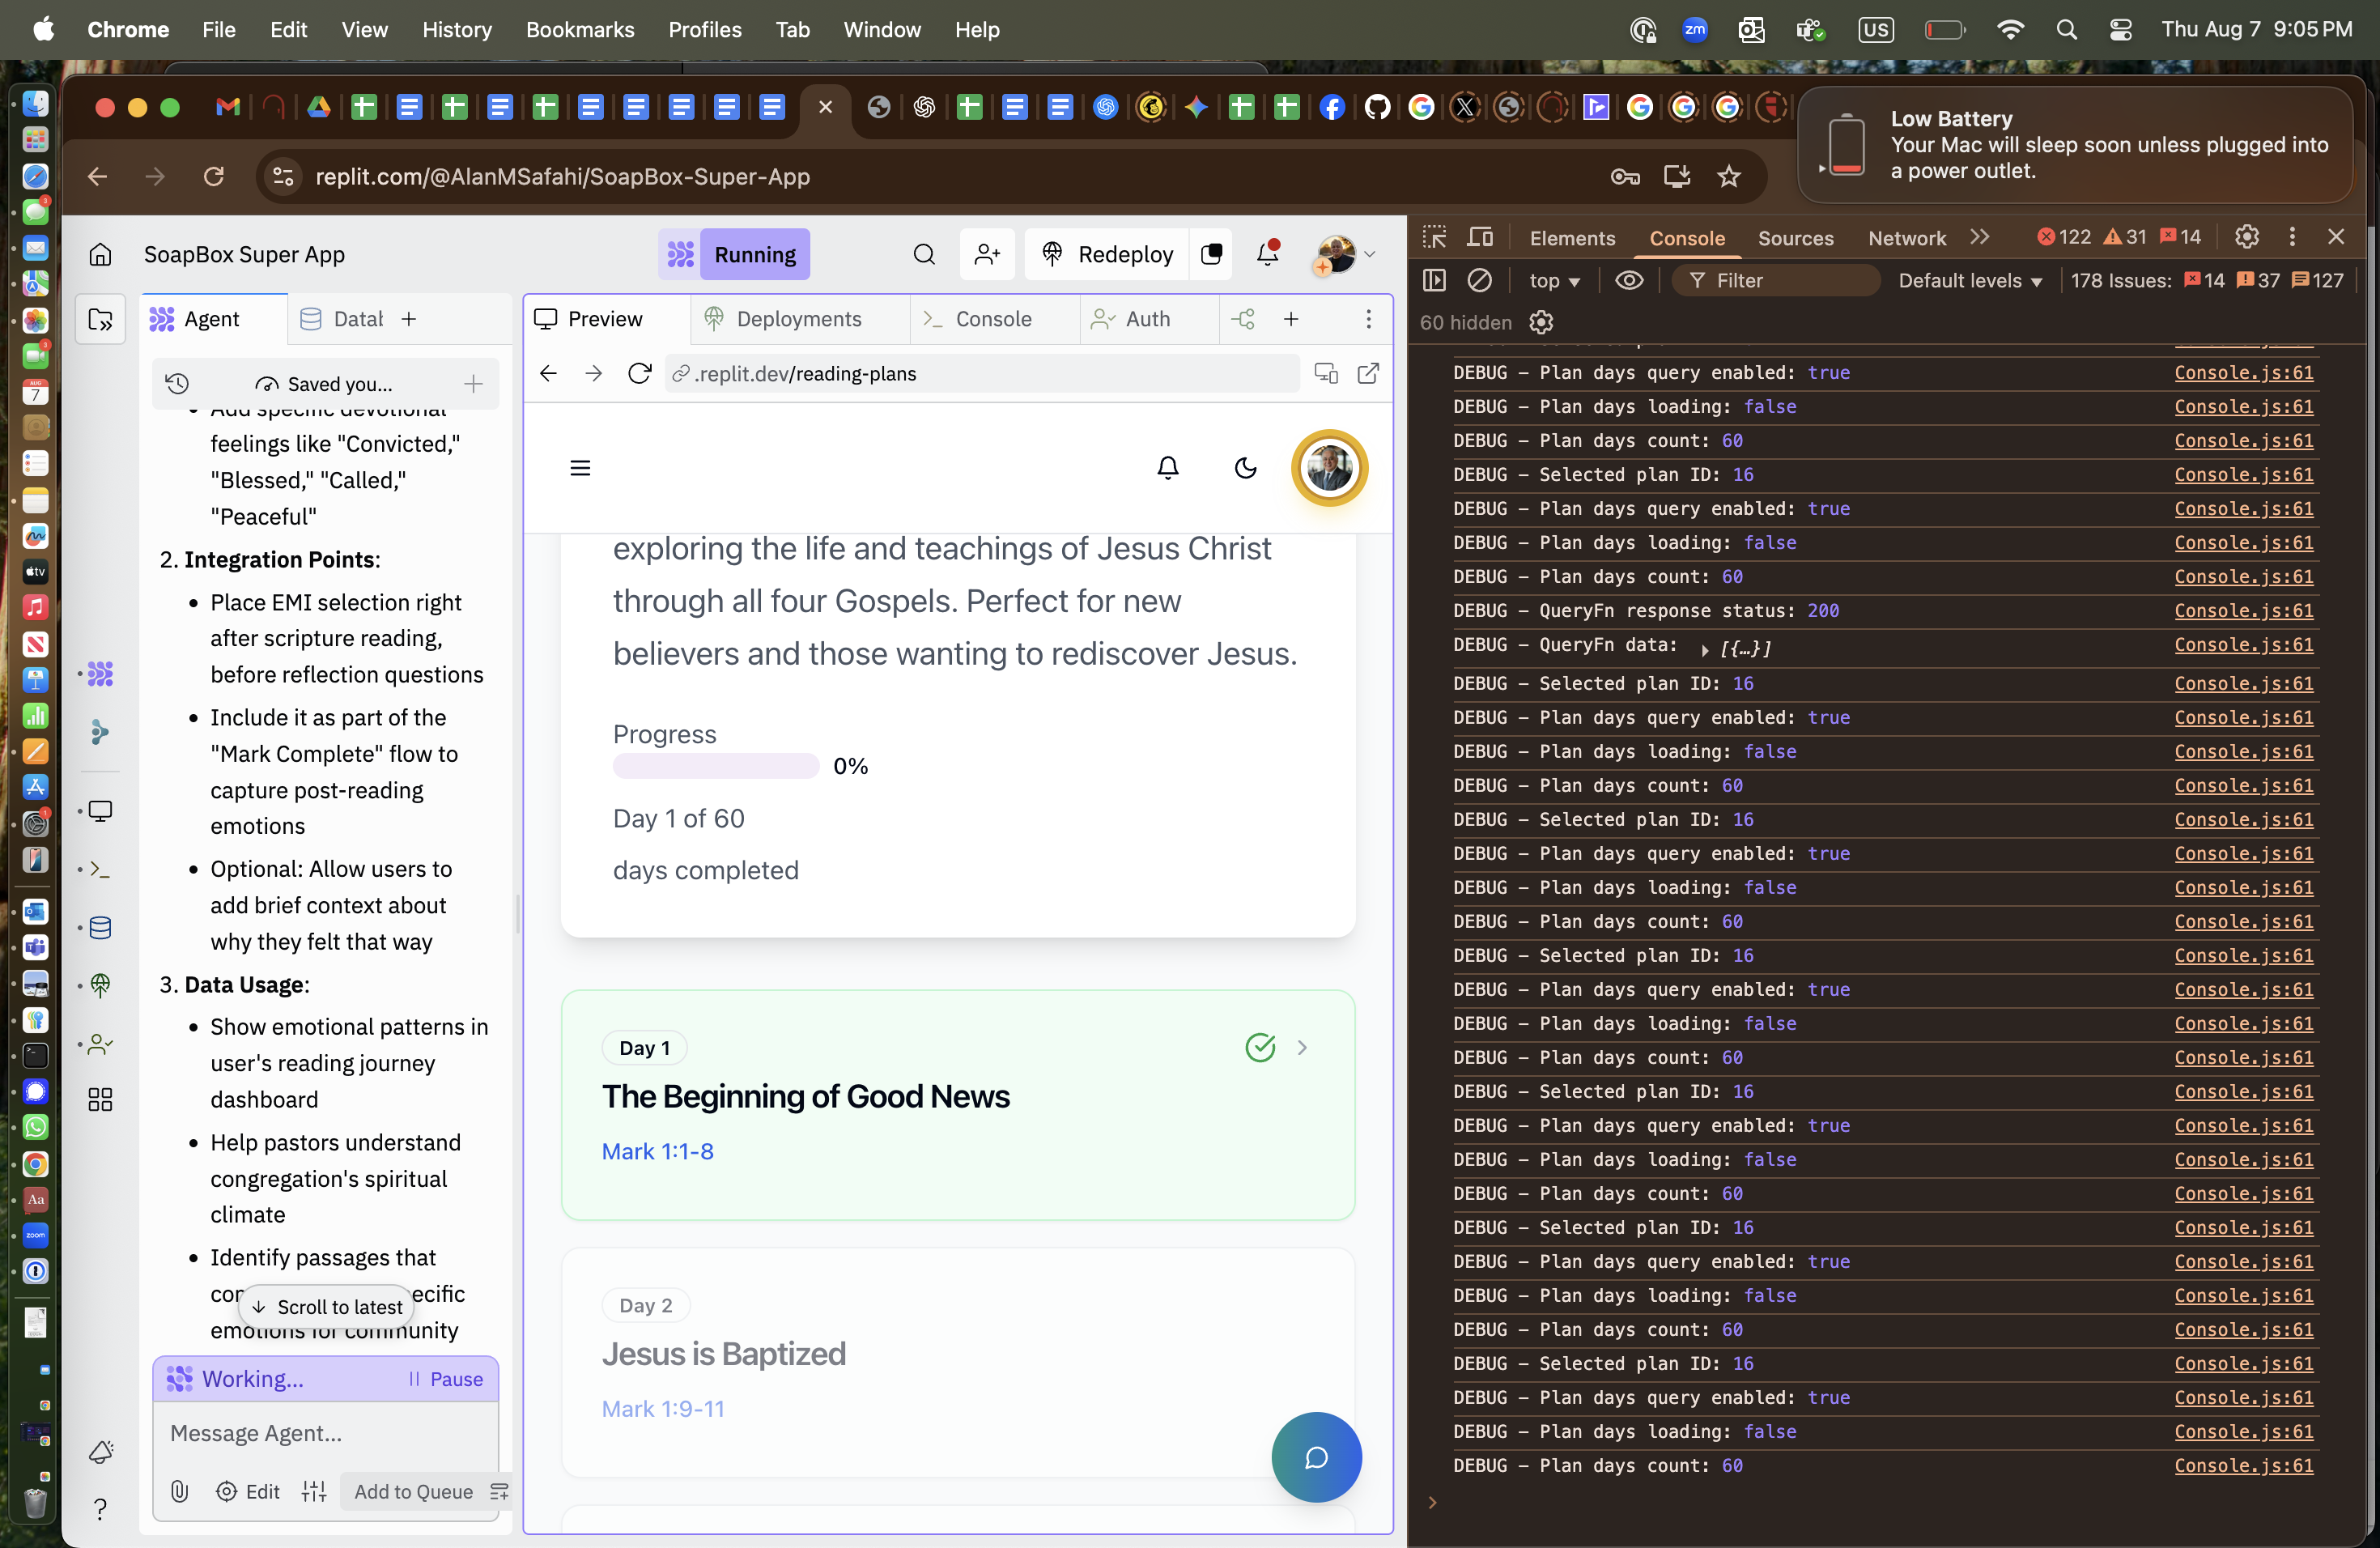 Chrome File Edit View History Bookmarks Profiles Tab Window Help
zm
US
Thu Aug 7 9:05 PM
Low Battery
Your Mac will sleep soon unless plugged into
a power outlet.
replit.com/@AlanMSafahi/SoapBox-Super-App
SoapBox Super App
Running
Redeploy
Agent
Datab
Saved you...
Add specific devotional
feelings like "Convicted,"
"Blessed," "Called,"
"Peaceful"
2. Integration Points:
Place EMI selection right
after scripture reading,
before reflection questions
Include it as part of the
"Mark Complete" flow to
capture post-reading
emotions
Optional: Allow users to
add brief context about
why they felt that way
3. Data Usage:
Show emotional patterns in
user's reading journey
dashboard
Help pastors understand
congregation's spiritual
climate
Identify passages that
Scroll to latest
emotions for community
Working...
Pause
Message Agent...
Edit
Add to Queue
Preview
Deployments
Console
Auth
.replit.dev/reading-plans
exploring the life and teachings of Jesus Christ
through all four Gospels. Perfect for new
believers and those wanting to rediscover Jesus.
Progress
0%
Day 1 of 60
days completed
Day 1
The Beginning of Good News
Mark 1:1-8
Day 2
Jesus is Baptized
Mark 1:9-11
Elements Console Sources Network
122 31 14
top
Filter
Default levels
178 Issues: 14 37 127
60 hidden
DEBUG – Plan days query enabled: true Console.js:61
DEBUG – Plan days loading: false Console.js:61
DEBUG – Plan days count: 60 Console.js:61
DEBUG – Selected plan ID: 16 Console.js:61
DEBUG – Plan days query enabled: true Console.js:61
DEBUG – Plan days loading: false Console.js:61
DEBUG – Plan days count: 60 Console.js:61
DEBUG – QueryFn response status: 200 Console.js:61
DEBUG – QueryFn data: [{…}] Console.js:61
DEBUG – Selected plan ID: 16 Console.js:61
DEBUG – Plan days query enabled: true Console.js:61
DEBUG – Plan days loading: false Console.js:61
DEBUG – Plan days count: 60 Console.js:61
DEBUG – Selected plan ID: 16 Console.js:61
DEBUG – Plan days query enabled: true Console.js:61
DEBUG – Plan days loading: false Console.js:61
DEBUG – Plan days count: 60 Console.js:61
DEBUG – Selected plan ID: 16 Console.js:61
DEBUG – Plan days query enabled: true Console.js:61
DEBUG – Plan days loading: false Console.js:61
DEBUG – Plan days count: 60 Console.js:61
DEBUG – Selected plan ID: 16 Console.js:61
DEBUG – Plan days query enabled: true Console.js:61
DEBUG – Plan days loading: false Console.js:61
DEBUG – Plan days count: 60 Console.js:61
DEBUG – Selected plan ID: 16 Console.js:61
DEBUG – Plan days query enabled: true Console.js:61
DEBUG – Plan days loading: false Console.js:61
DEBUG – Plan days count: 60 Console.js:61
DEBUG – Selected plan ID: 16 Console.js:61
DEBUG – Plan days query enabled: true Console.js:61
DEBUG – Plan days loading: false Console.js:61
DEBUG – Plan days count: 60 Console.js:61